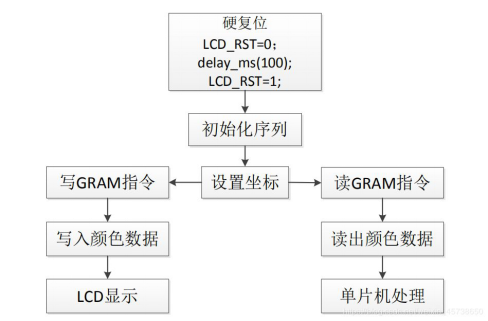 硬复位
LCD_RST=0;
delay_ms(100);
LCD_RST=1;
初始化序列
写GRAM指令
设置坐标
读GRAM指令
写入颜色数据
读出颜色数据
LCD显示
单片机处理